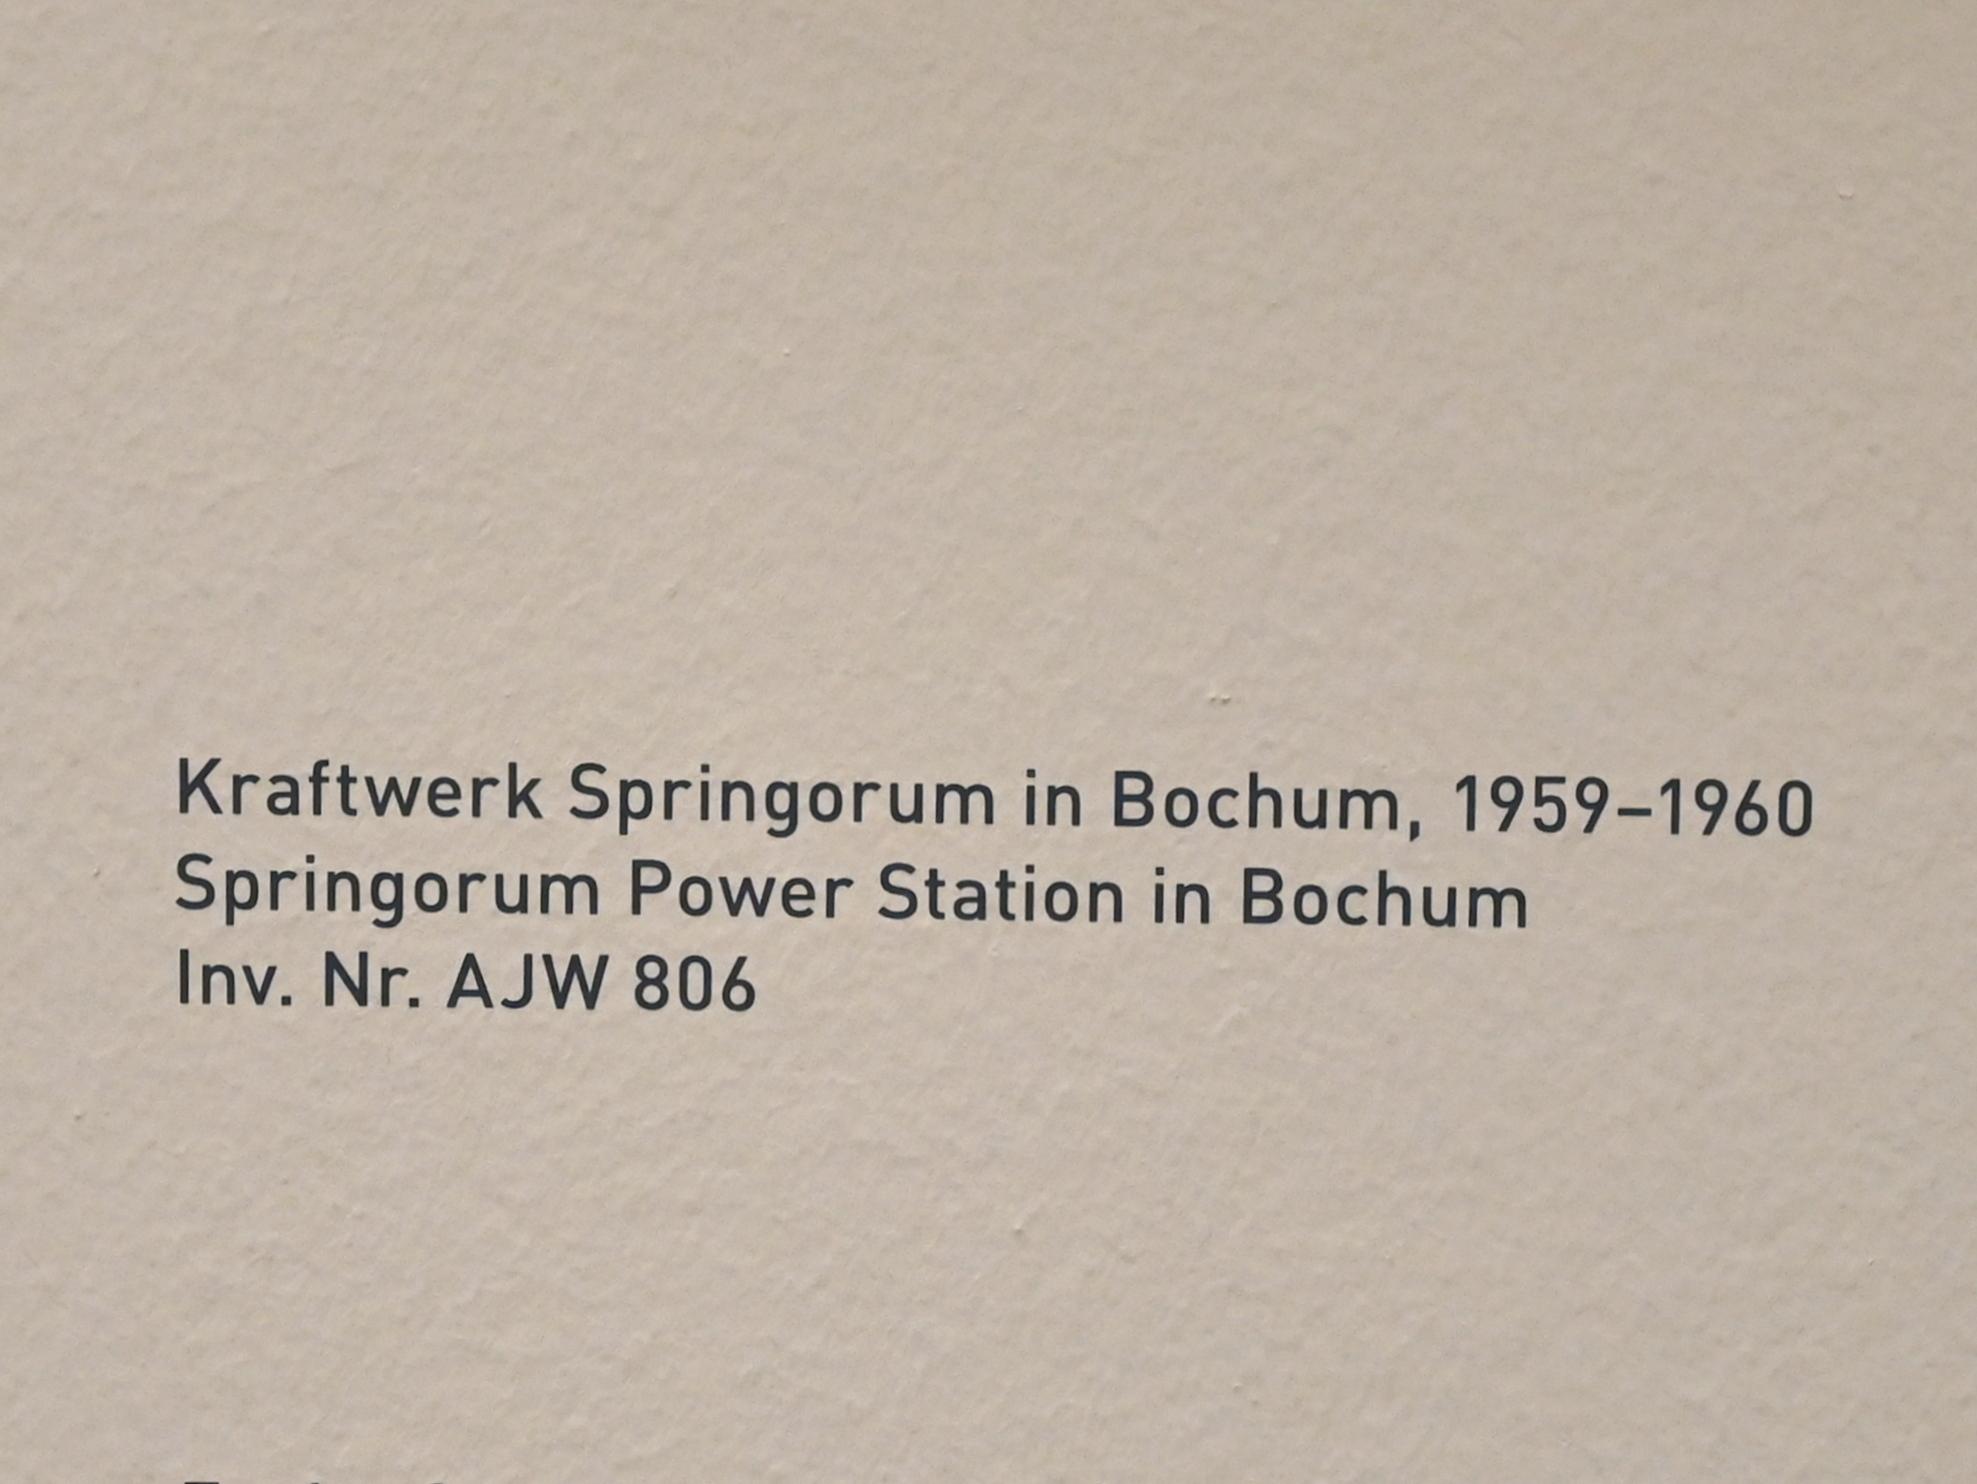 Kraftwerk Springorum in Bochum, 1959–1960
Springorum Power Station in Bochum
Inv. Nr. AJW 806